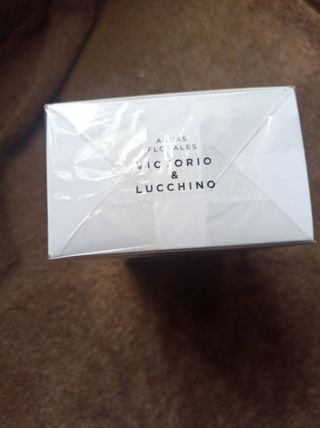 AGUAS
FLORALES
VICTORIO
&
LUCCHINO